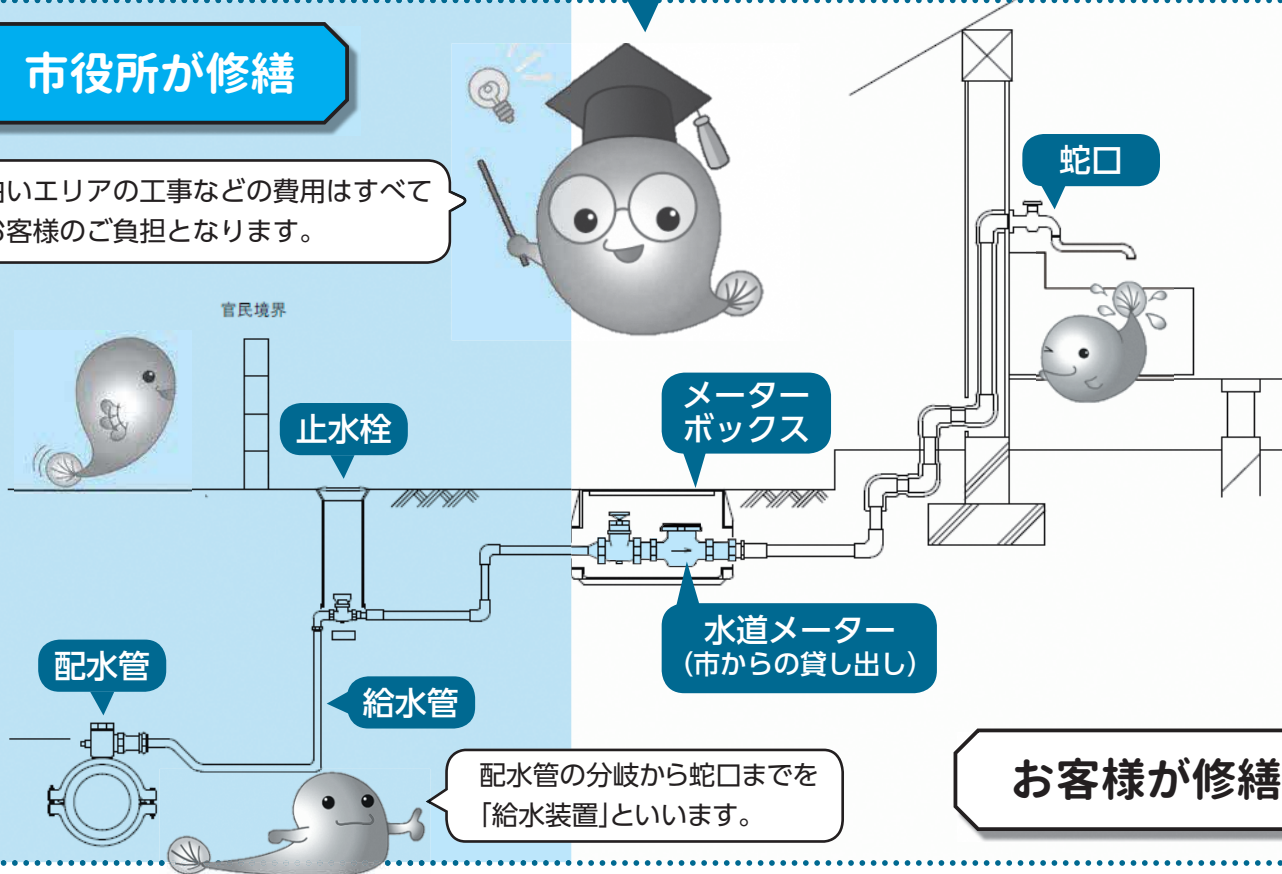 市役所が修繕
いエリアの工事などの費用はすべて
お客様のご負担となります。
蛇口
官民境界
止水栓
メーター
ボックス
水道メーター
（市からの貸し出し）
配水管
給水管
配水管の分岐から蛇口までを
「給水装置」といいます。
お客様が修繕